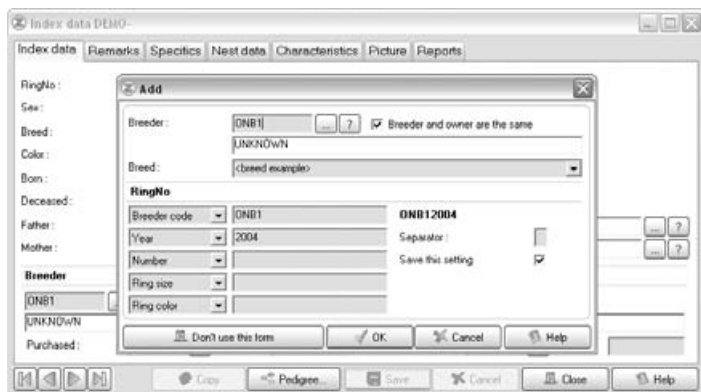 Index data DEMO-
Index data Remarks Specifics Nest data Characteristics Picture Reports
RingNo :
Sex :
Breed :
Color :
Born :
Deceased :
Father : ... ?
Mother : ... ?
Breeder
ONB1
UNKNOWN
Purchased :
Copy Pedigree... Save Cancel Close Help
Add
Breeder : ONB1 ... ? Breeder and owner are the same
UNKNOWN
Breed : <breed example>
RingNo
Breeder code ONB1 ONB12004
Year 2004 Separator :
Number Save this setting
Ring size
Ring color
Don't use this form OK Cancel Help